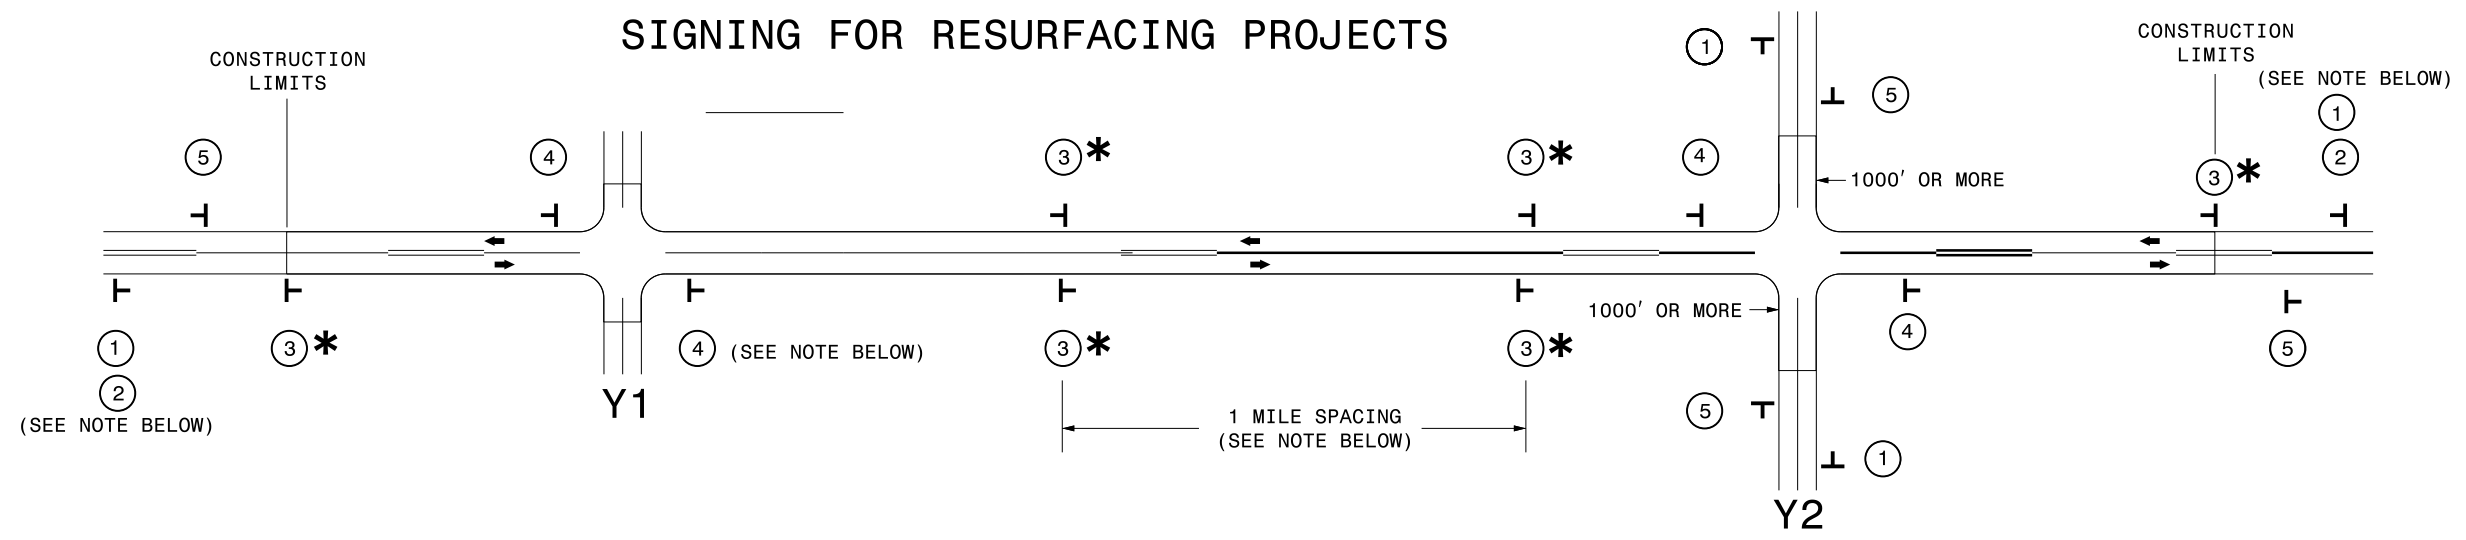 SIGNING FOR RESURFACING PROJECTS
CONSTRUCTION
LIMITS
CONSTRUCTION
LIMITS
(SEE NOTE BELOW)
1
5
1
5
4
3*
3*
4
3*
2
1000' OR MORE
1000' OR MORE
1
3*
4 (SEE NOTE BELOW)
3*
3*
4
5
2
(SEE NOTE BELOW)
Y1
1 MILE SPACING
(SEE NOTE BELOW)
5
1
Y2